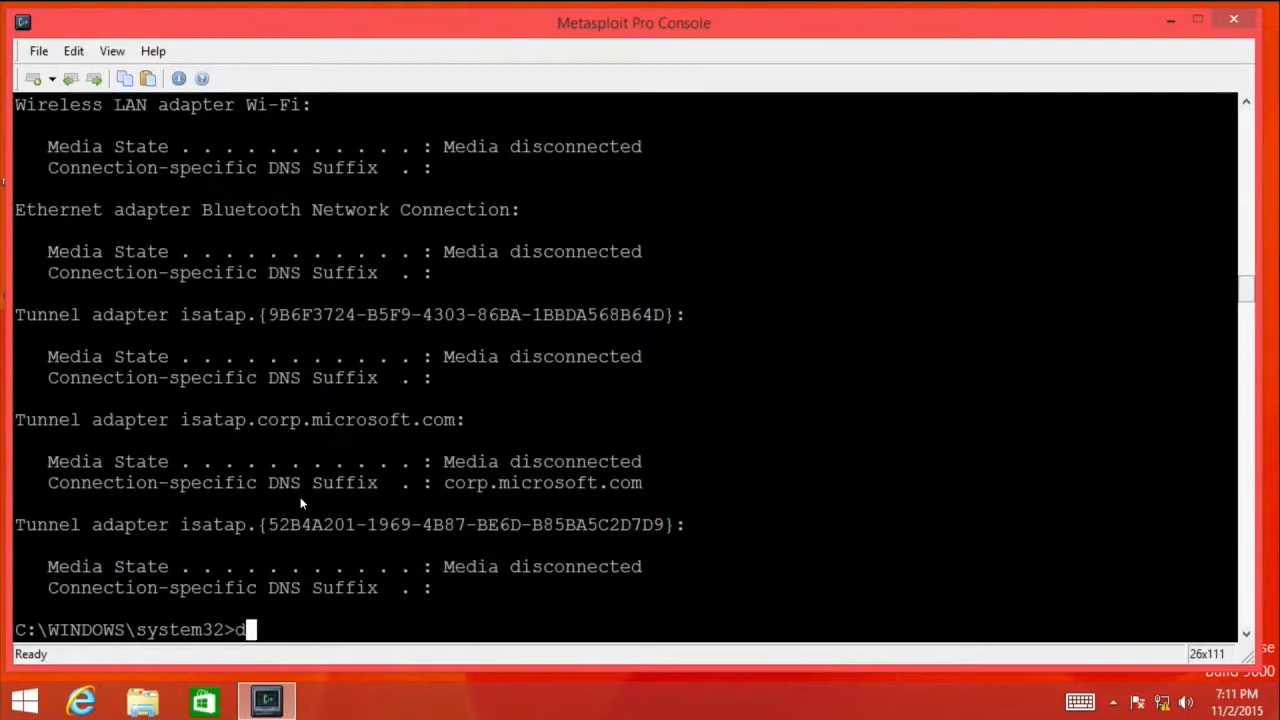 Metasploit Pro Console
File Edit View Help
Wireless LAN adapter Wi-Fi:
Media State . . . . . . . . . . . : Media disconnected
Connection-specific DNS Suffix . :
Ethernet adapter Bluetooth Network Connection:
Media State . . . . . . . . . . . : Media disconnected
Connection-specific DNS Suffix . :
Tunnel adapter isatap.{9B6F3724-B5F9-4303-86BA-1BBDA568B64D}:
Media State . . . . . . . . . . . : Media disconnected
Connection-specific DNS Suffix . :
Tunnel adapter isatap.corp.microsoft.com:
Media State . . . . . . . . . . . : Media disconnected
Connection-specific DNS Suffix . : corp.microsoft.com
Tunnel adapter isatap.{52B4A201-1969-4B87-BE6D-B85BA5C2D7D9}:
Media State . . . . . . . . . . . : Media disconnected
Connection-specific DNS Suffix . :
C:\WINDOWS\system32>d
Ready 26x111
7:11 PM
11/2/2015